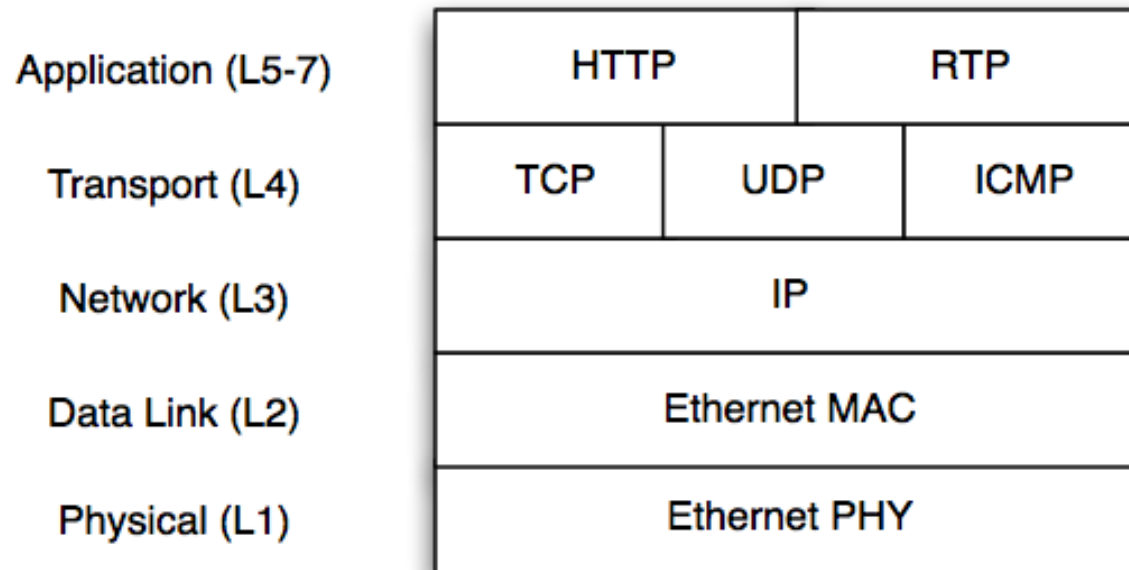 Application (L5-7) HTTP RTP
Transport (L4) TCP UDP ICMP
Network (L3) IP
Data Link (L2) Ethernet MAC
Physical (L1) Ethernet PHY